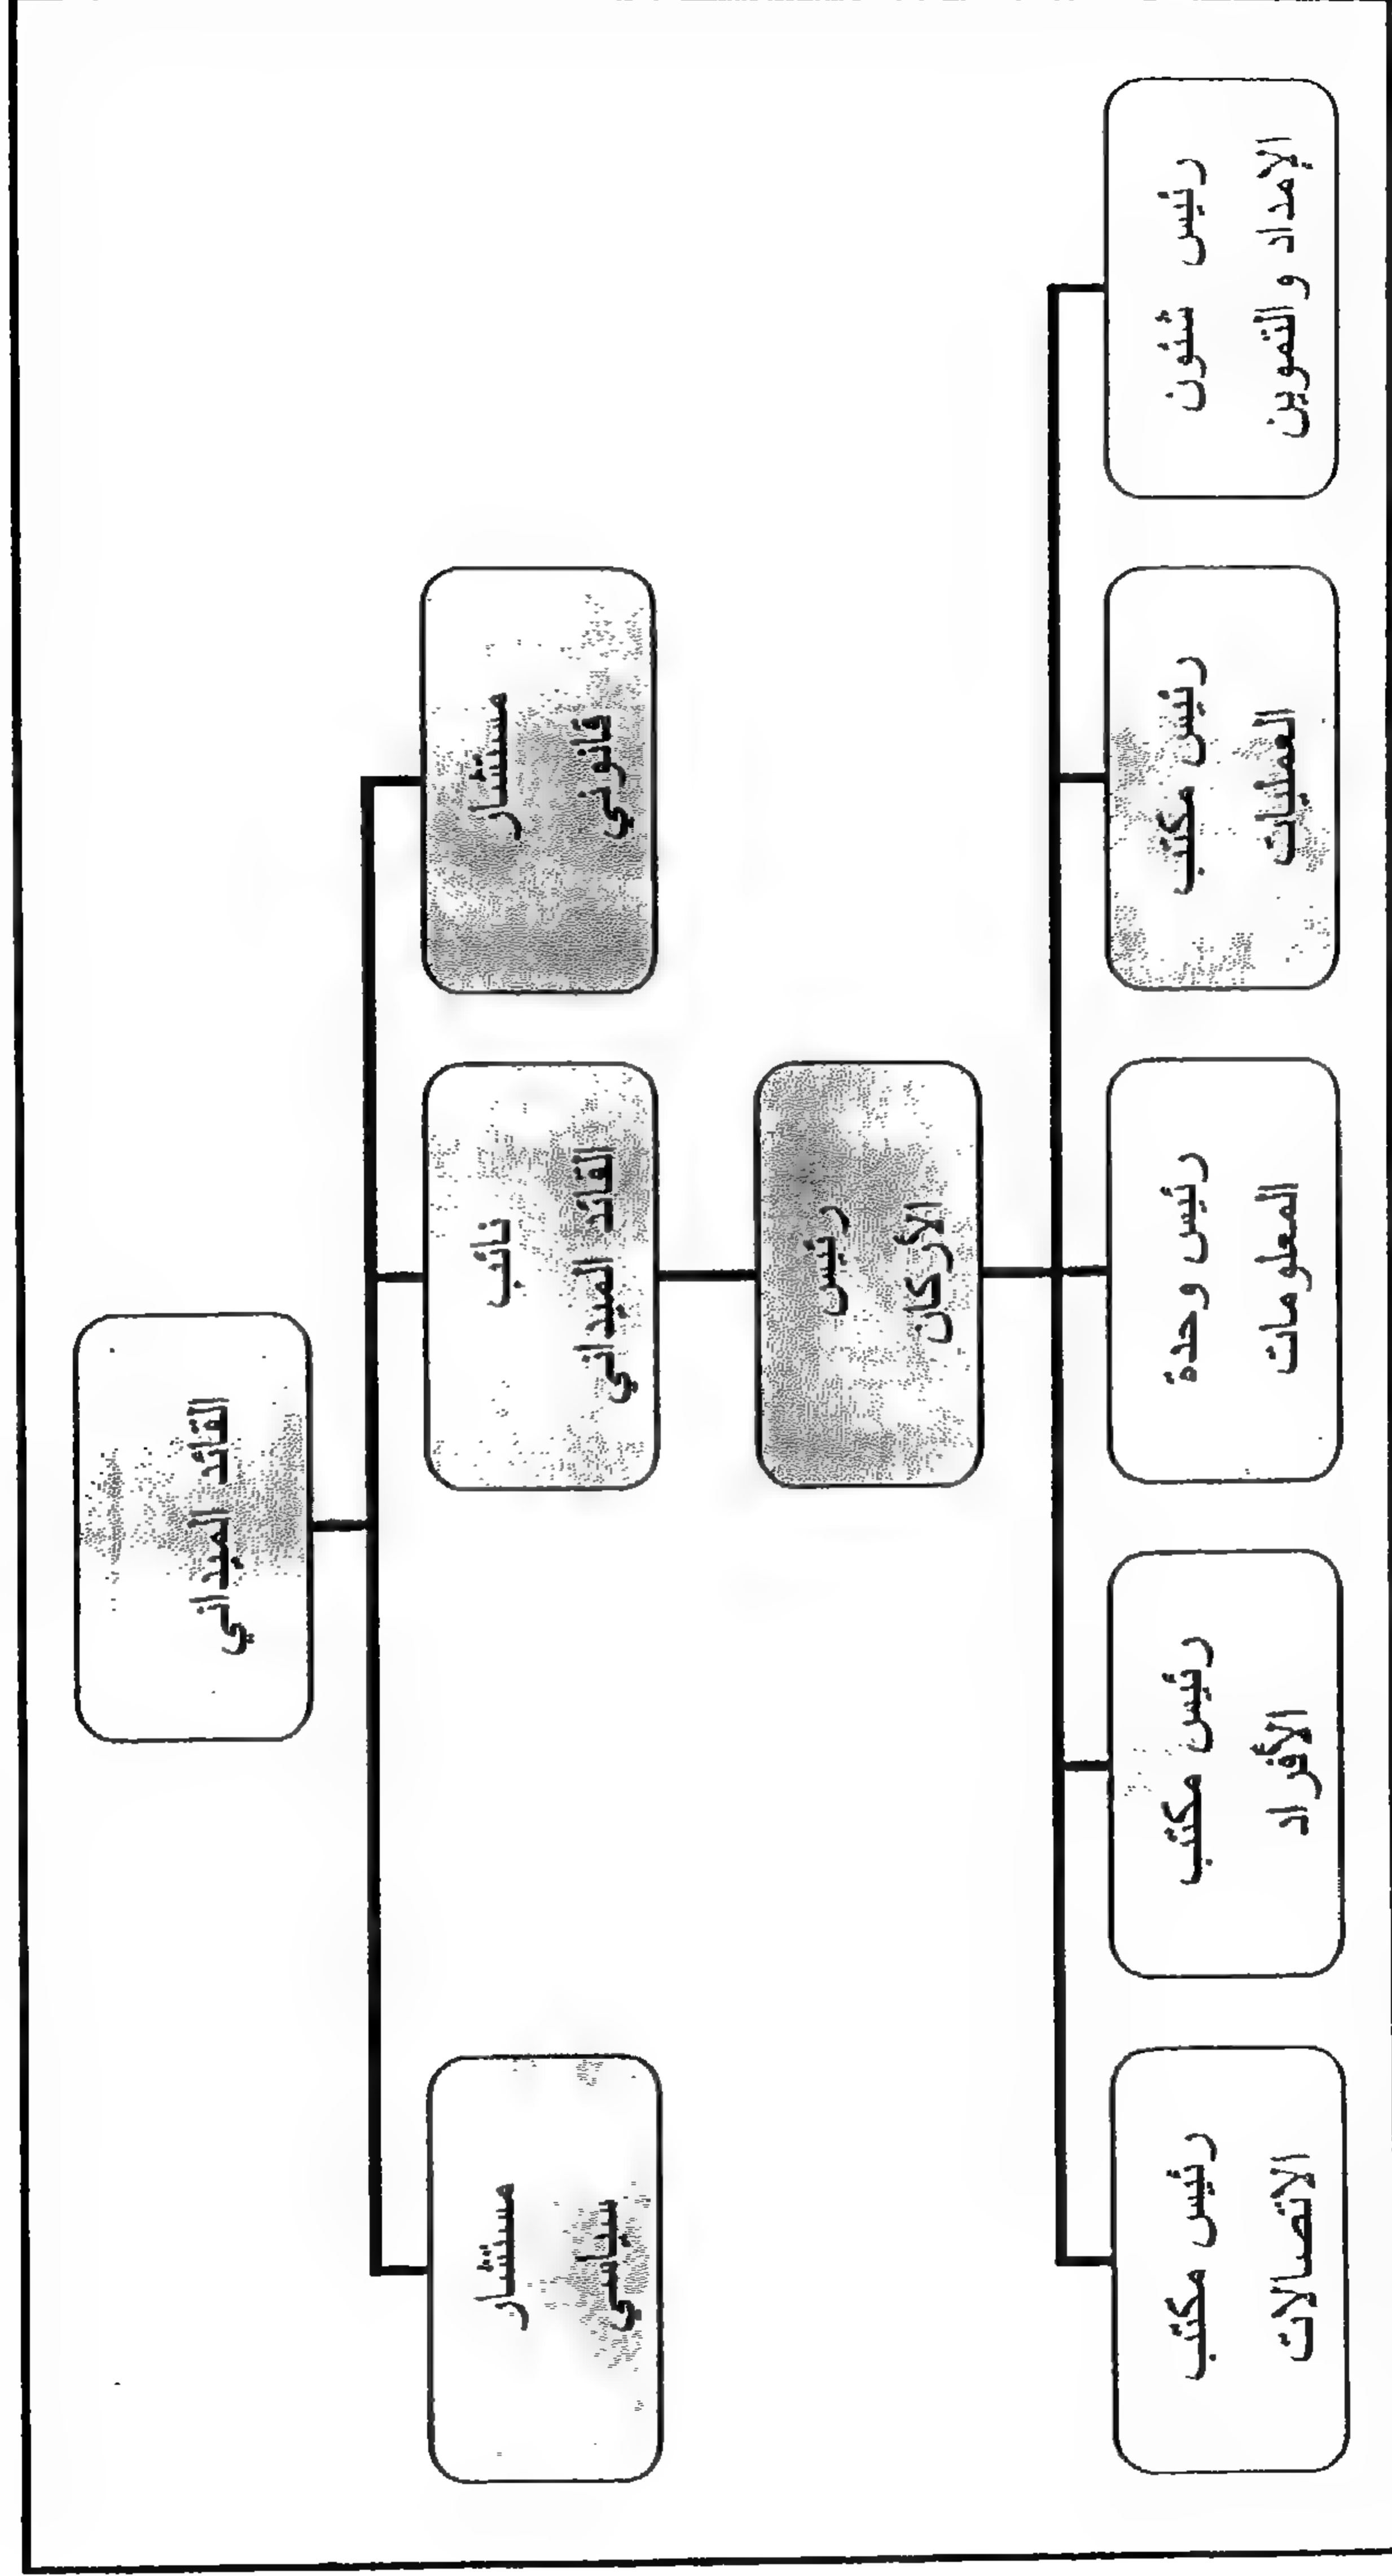 القائد الميداني
مستشار
قانوني
نائب
القائد الميداني
مستشار
سياسي
رئيس
الأركان
رئيس شئون
الإمداد والتموين
رئيس مكتب
العمليات
رئيس وحدة
المعلومات
رئيس مكتب
الأفراد
رئيس مكتب
الاتصالات